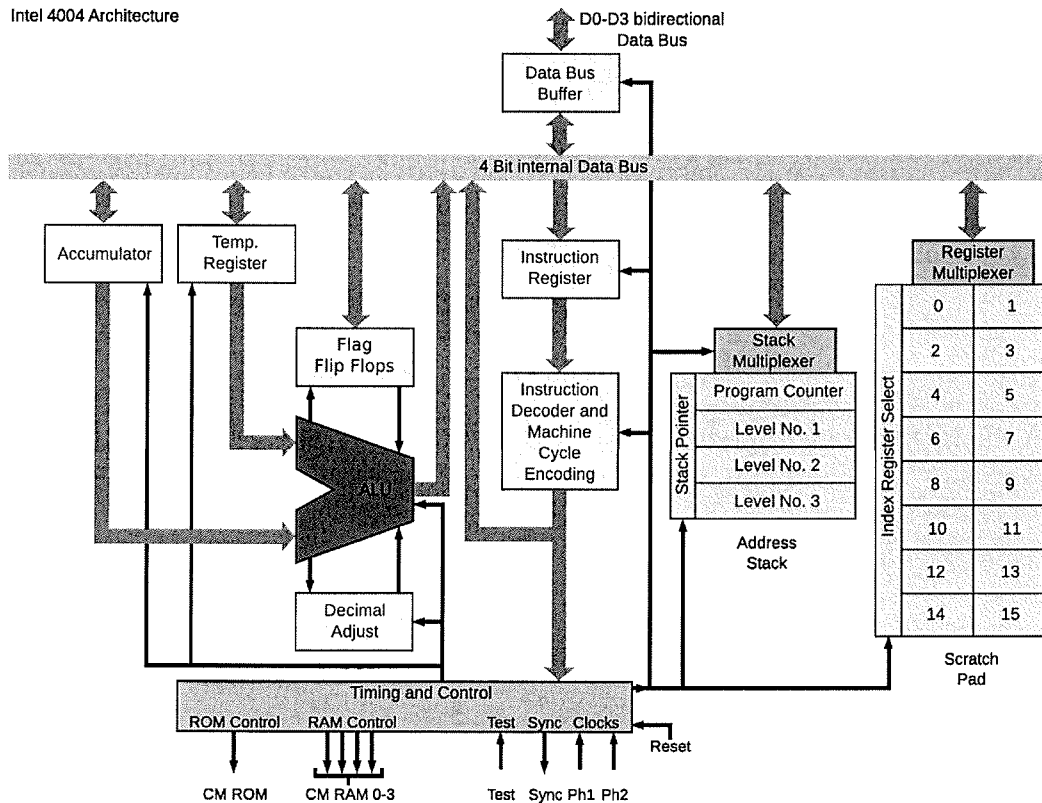 Intel 4004 Architecture
D0-D3 bidirectional
Data Bus
Data Bus
Buffer
4 Bit internal Data Bus
Accumulator
Temp.
Register
Instruction
Register
Register
Multiplexer
Flag
Flip Flops
Stack
Multiplexer
Instruction
Decoder and
Machine
Cycle
Encoding
Stack Pointer
Program Counter
Level No. 1
Level No. 2
Level No. 3
Address
Stack
Index Register Select
0 1
2 3
4 5
6 7
8 9
10 11
12 13
14 15
Scratch
Pad
ALU
Decimal
Adjust
Timing and Control
ROM Control RAM Control Test Sync Clocks
Reset
CM ROM CM RAM 0-3 Test Sync Ph1 Ph2